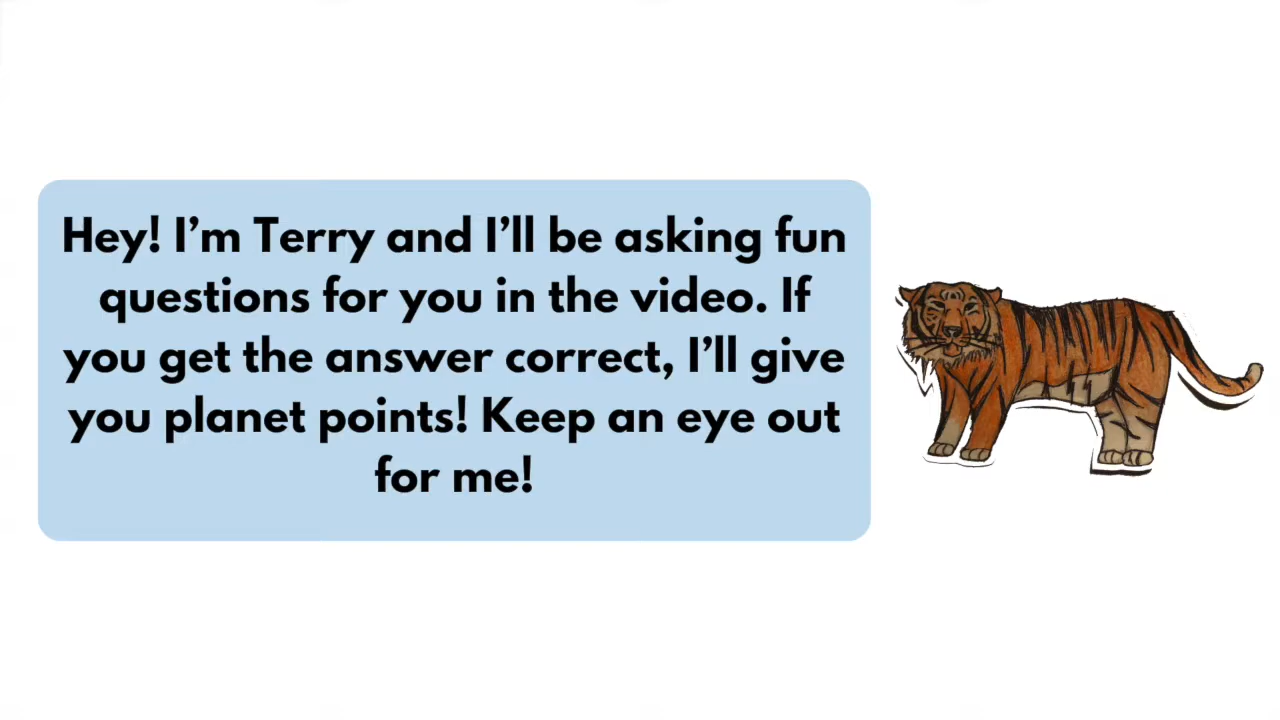 Hey! I’m Terry and I’ll be asking fun
questions for you in the video. If
you get the answer correct, I’ll give
you planet points! Keep an eye out
for me!